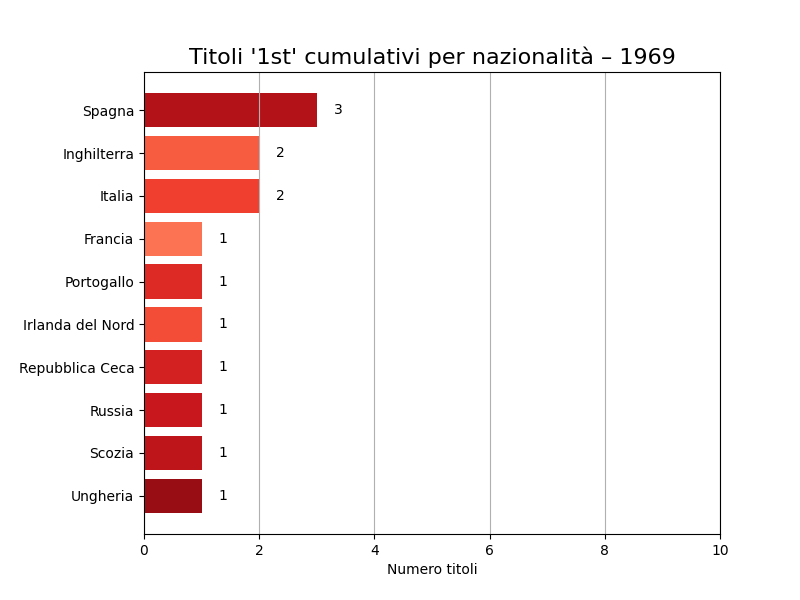 Titoli '1st' cumulativi per nazionalità – 1969
Spagna 3
Inghilterra 2
Italia 2
Francia 1
Portogallo 1
Irlanda del Nord 1
Repubblica Ceca 1
Russia 1
Scozia 1
Ungheria 1
0 2 4 6 8 10
Numero titoli